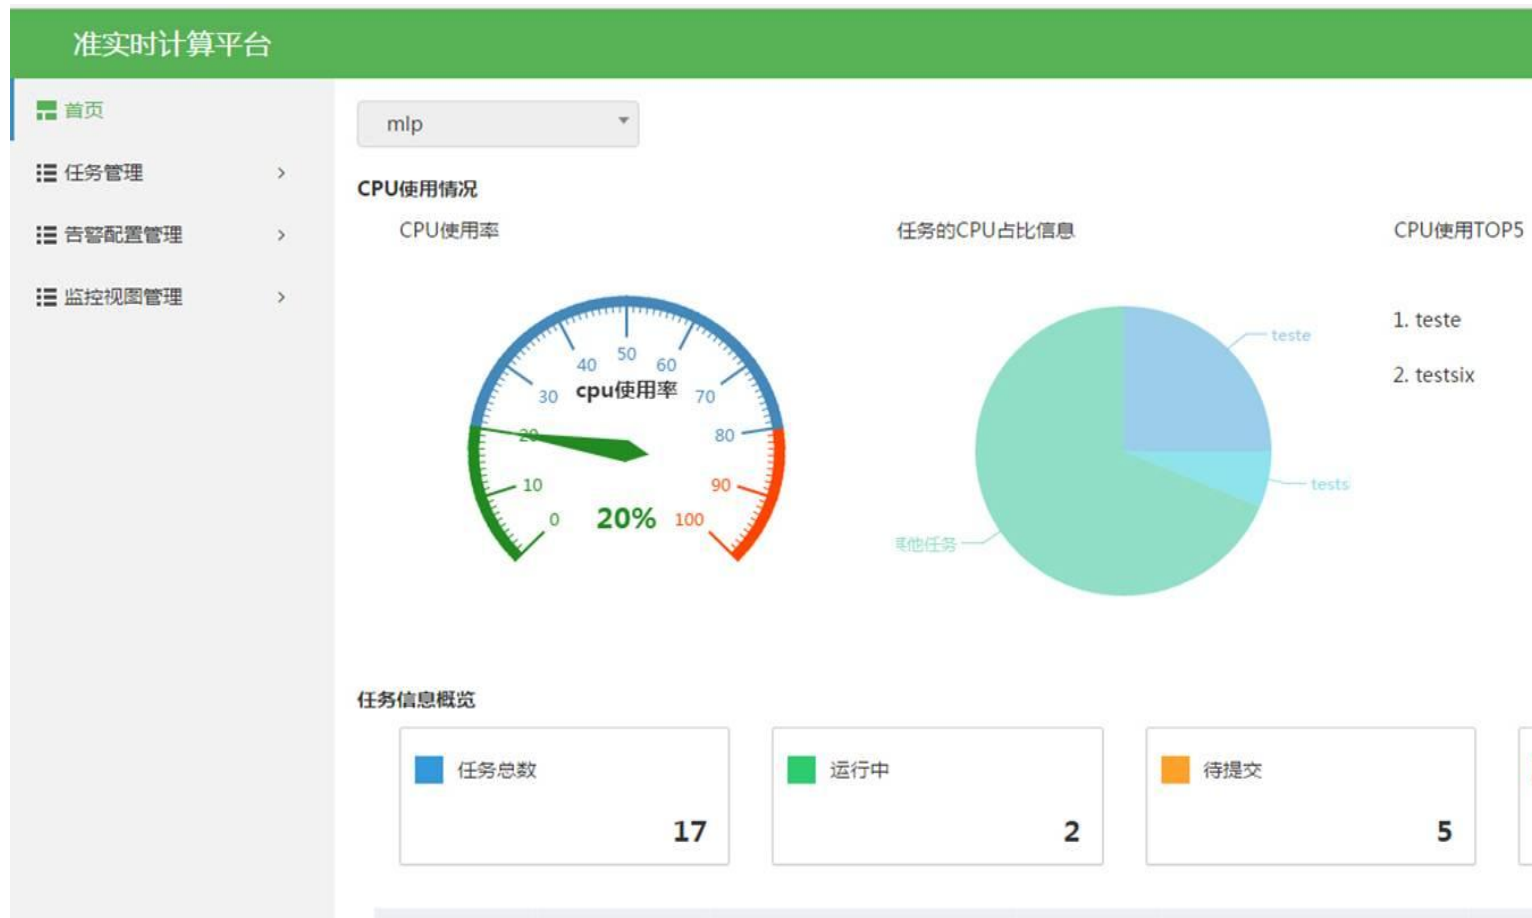 准实时计算平台
首页
任务管理
告警配置管理
监控视图管理
mlp
CPU使用情况
CPU使用率
任务的CPU占比信息
CPU使用TOP5
0
10
20
30
40
50
60
70
80
90
100
cpu使用率
20%
teste
tests
其他任务
1. teste
2. testsix
任务信息概览
任务总数
17
运行中
2
待提交
5